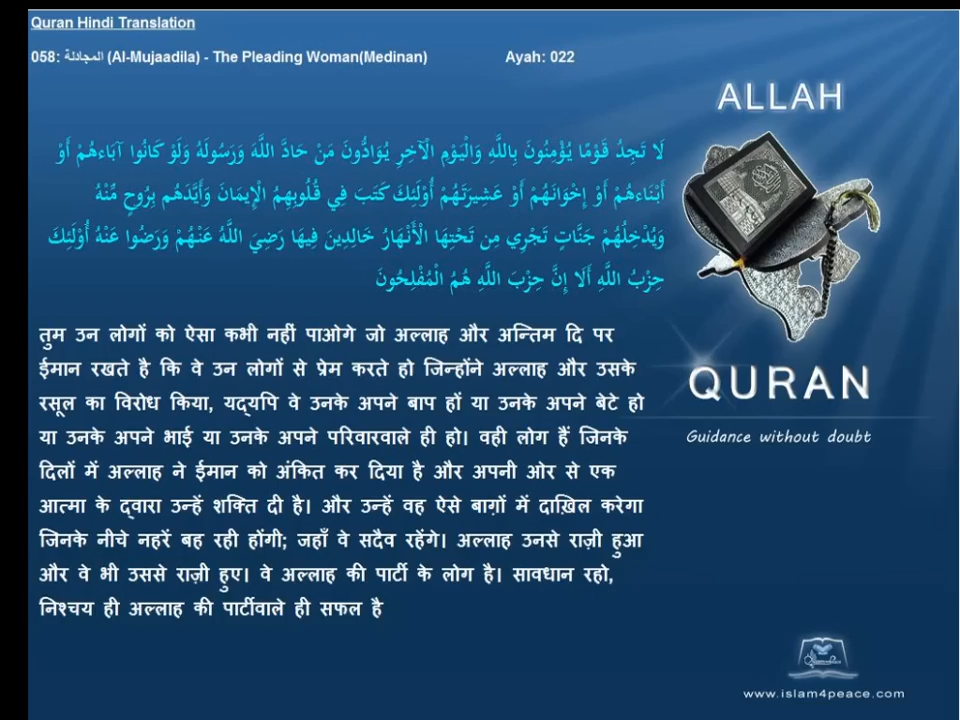 Quran Hindi Translation
058: المجادلة (Al-Mujaadila) - The Pleading Woman(Medinan) Ayah: 022
ALLAH
لَا تَجِدُ قَوْمًا يُؤْمِنُونَ بِاللَّهِ وَالْيَوْمِ الْآخِرِ يُوَادُّونَ مَنْ حَادَّ اللَّهَ وَرَسُولَهُ وَلَوْ كَانُوا آبَاءهُمْ أَوْ
أَبْنَاءهُمْ أَوْ إِخْوَانَهُمْ أَوْ عَشِيرَتَهُمْ أُوْلَئِكَ كَتَبَ فِي قُلُوبِهِمُ الْإِيمَانَ وَأَيَّدَهُم بِرُوحٍ مِّنْهُ
وَيُدْخِلُهُمْ جَنَّاتٍ تَجْرِي مِن تَحْتِهَا الْأَنْهَارُ خَالِدِينَ فِيهَا رَضِيَ اللَّهُ عَنْهُمْ وَرَضُوا عَنْهُ أُوْلَئِكَ
حِزْبُ اللَّهِ أَلَا إِنَّ حِزْبَ اللَّهِ هُمُ الْمُفْلِحُونَ
तुम उन लोगों को ऐसा कभी नहीं पाओगे जो अल्लाह और अन्तिम दि पर
ईमान रखते है कि वे उन लोगों से प्रेम करते हो जिन्होंने अल्लाह और उसके
रसूल का विरोध किया, यद्यपि वे उनके अपने बाप हों या उनके अपने बेटे हो
या उनके अपने भाई या उनके अपने परिवारवाले ही हो। वही लोग हैं जिनके
दिलों में अल्लाह ने ईमान को अंकित कर दिया है और अपनी ओर से एक
आत्मा के द्वारा उन्हें शक्ति दी है। और उन्हें वह ऐसे बाग़ों में दाख़िल करेगा
जिनके नीचे नहरें बह रही होंगी; जहाँ वे सदैव रहेंगे। अल्लाह उनसे राज़ी हुआ
और वे भी उससे राज़ी हुए। वे अल्लाह की पार्टी के लोग है। सावधान रहो,
निश्चय ही अल्लाह की पार्टीवाले ही सफल है
QURAN
Guidance without doubt
www.islam4peace.com